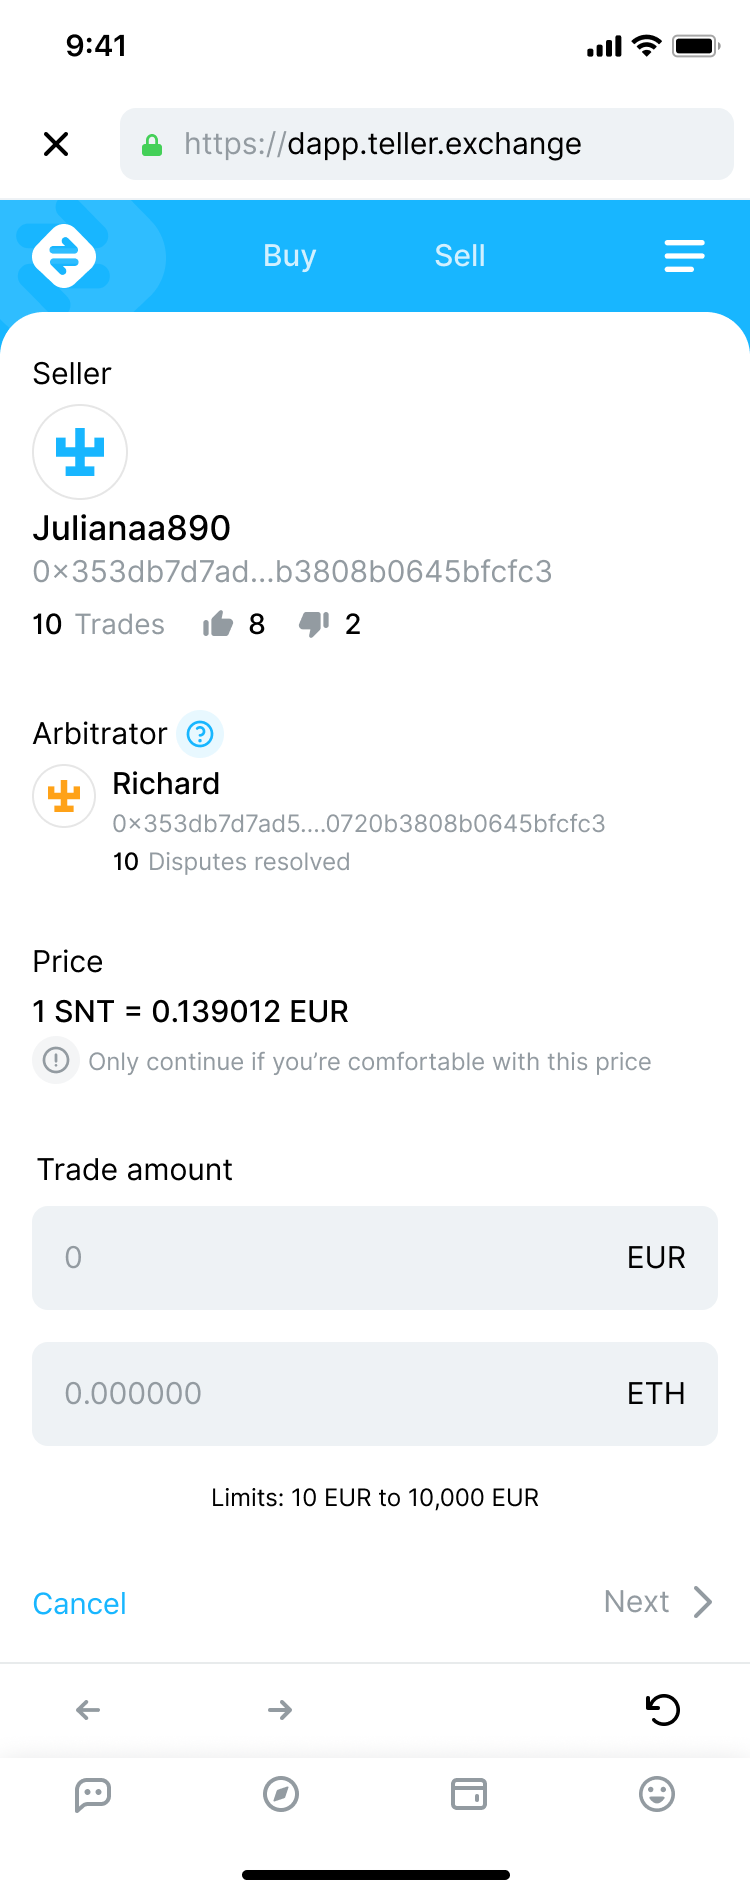 9:41
https://dapp.teller.exchange
Buy Sell
Seller
Julianaa890
0×353db7d7ad...b3808b0645bfcfc3
10 Trades 8 2
Arbitrator
Richard
0×353db7d7ad5....0720b3808b0645bfcfc3
10 Disputes resolved
Price
1 SNT = 0.139012 EUR
Only continue if you’re comfortable with this price
Trade amount
0 EUR
0.000000 ETH
Limits: 10 EUR to 10,000 EUR
Cancel Next